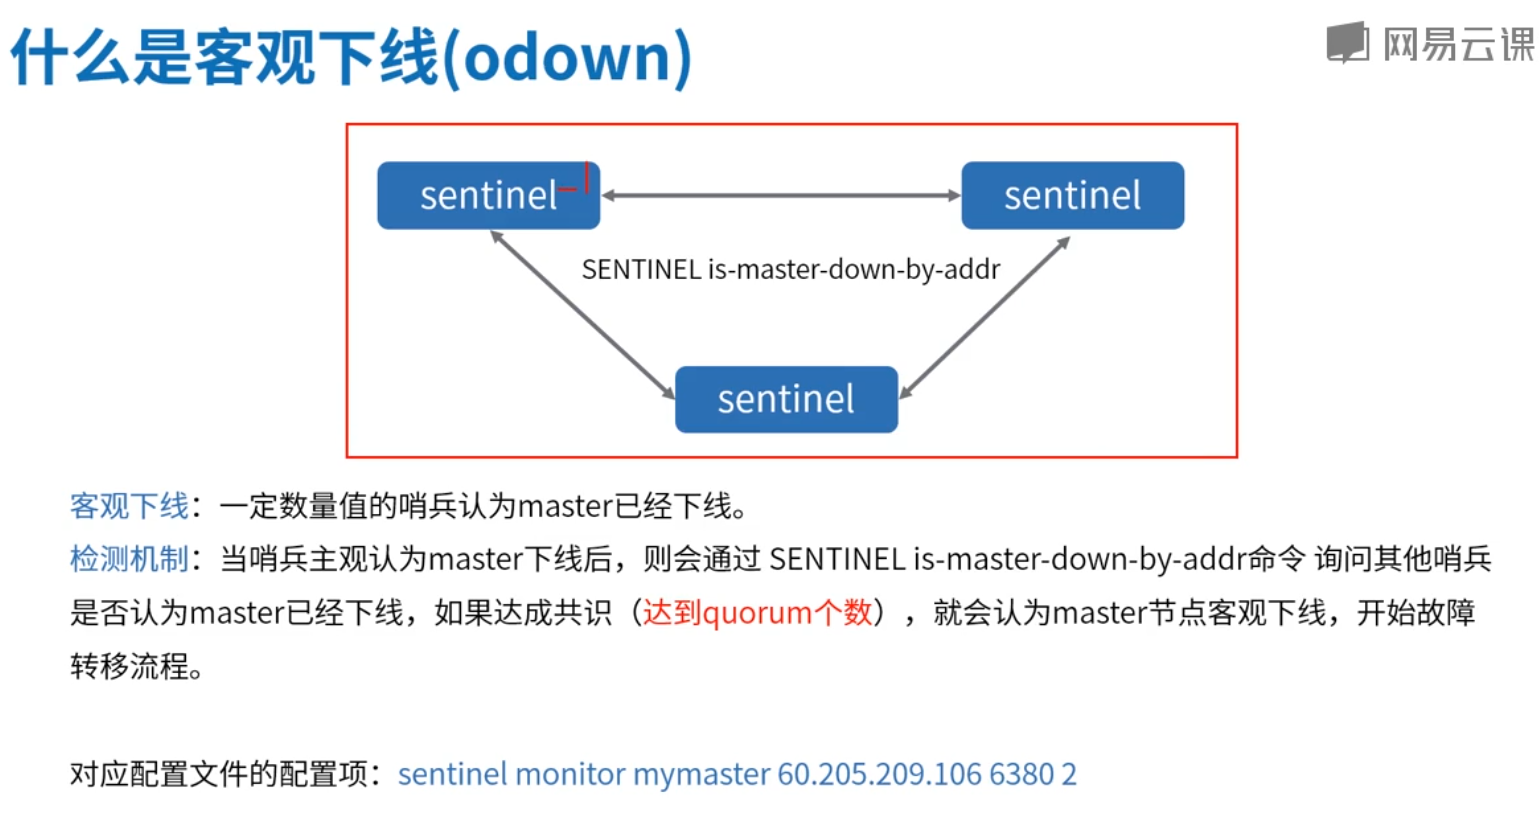 什么是客观下线(odown)
网易云课
sentinel
sentinel
SENTINEL is-master-down-by-addr
sentinel
客观下线：一定数量值的哨兵认为master已经下线。
检测机制：当哨兵主观认为master下线后，则会通过 SENTINEL is-master-down-by-addr命令 询问其他哨兵
是否认为master已经下线，如果达成共识（达到quorum个数），就会认为master节点客观下线，开始故障
转移流程。
对应配置文件的配置项：sentinel monitor mymaster 60.205.209.106 6380 2